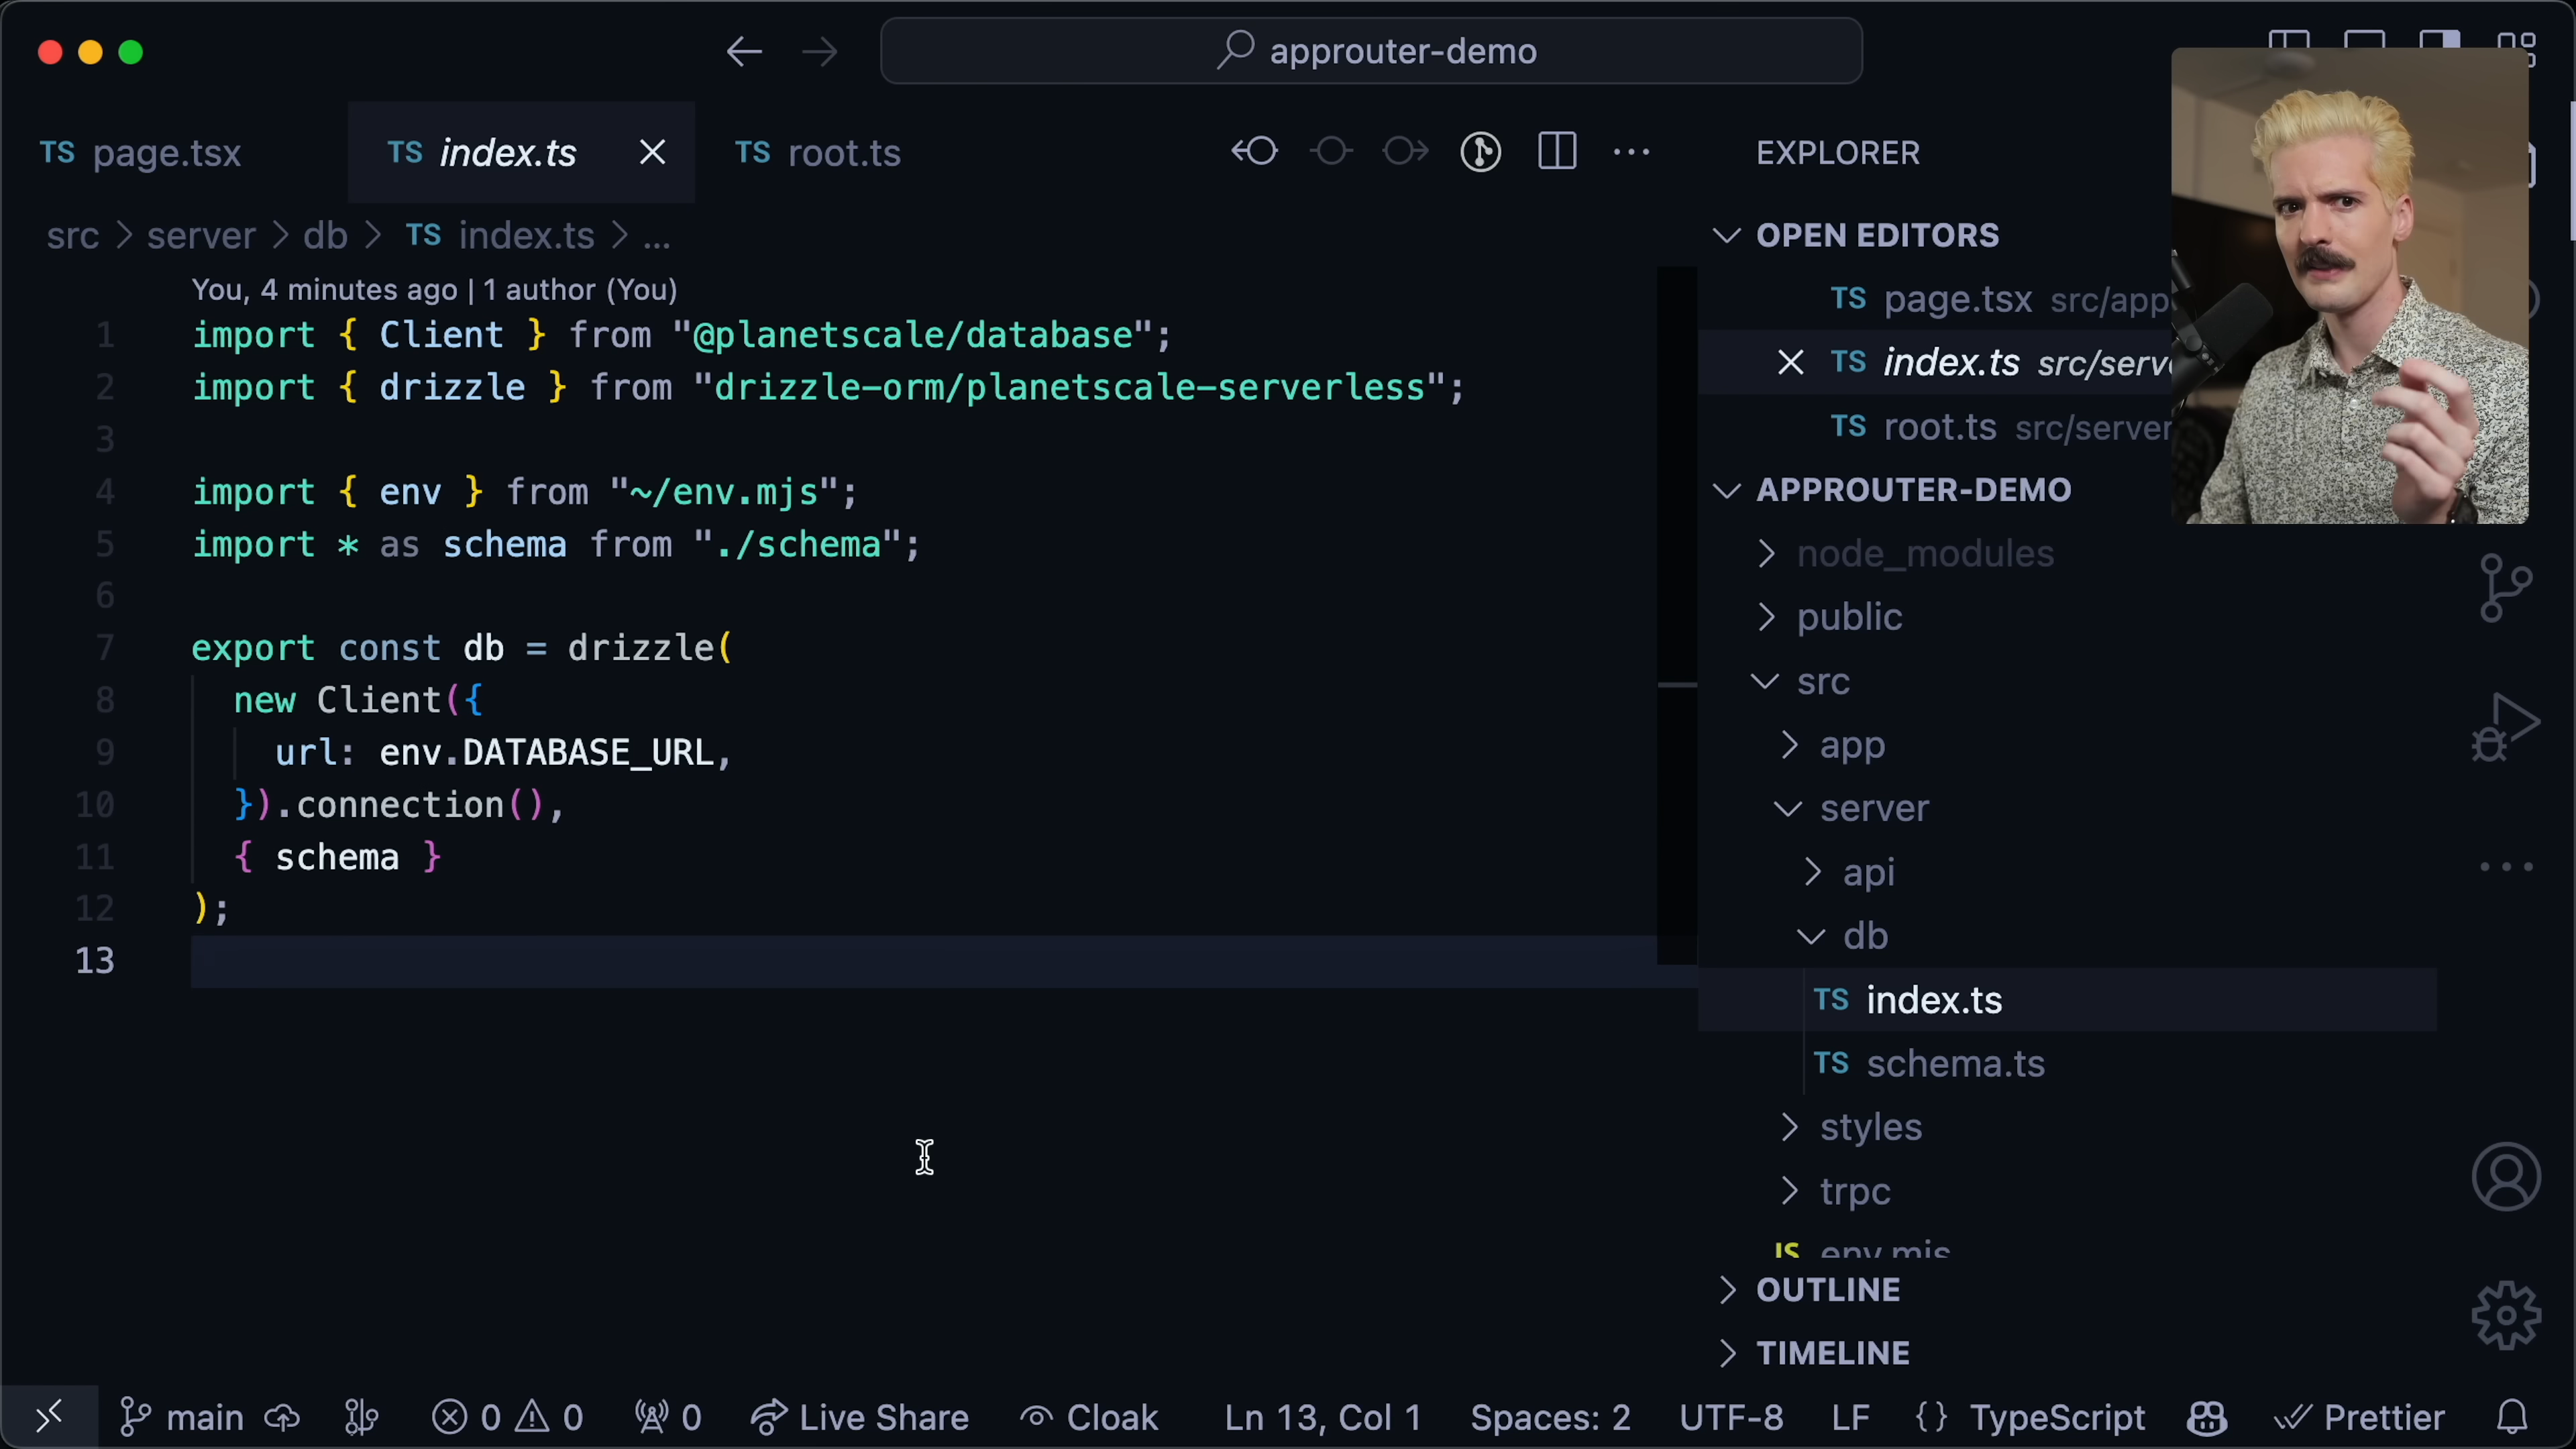 approuter-demo
TS page.tsx
TS index.ts
TS root.ts
EXPLORER
src > server > db > TS index.ts > ...
OPEN EDITORS
TS page.tsx src/app
TS index.ts src/serv
TS root.ts src/server
APPROUTER-DEMO
node_modules
public
src
app
server
api
db
TS index.ts
TS schema.ts
styles
trpc
JS env.mjs
OUTLINE
TIMELINE
You, 4 minutes ago | 1 author (You)
1 import { Client } from "@planetscale/database";
2 import { drizzle } from "drizzle-orm/planetscale-serverless";
3
4 import { env } from "~/env.mjs";
5 import * as schema from "./schema";
6
7 export const db = drizzle(
8 new Client({
9 url: env.DATABASE_URL,
10 }).connection(),
11 { schema }
12 );
13
main 0 0 0 Live Share Cloak Ln 13, Col 1 Spaces: 2 UTF-8 LF {} TypeScript Prettier